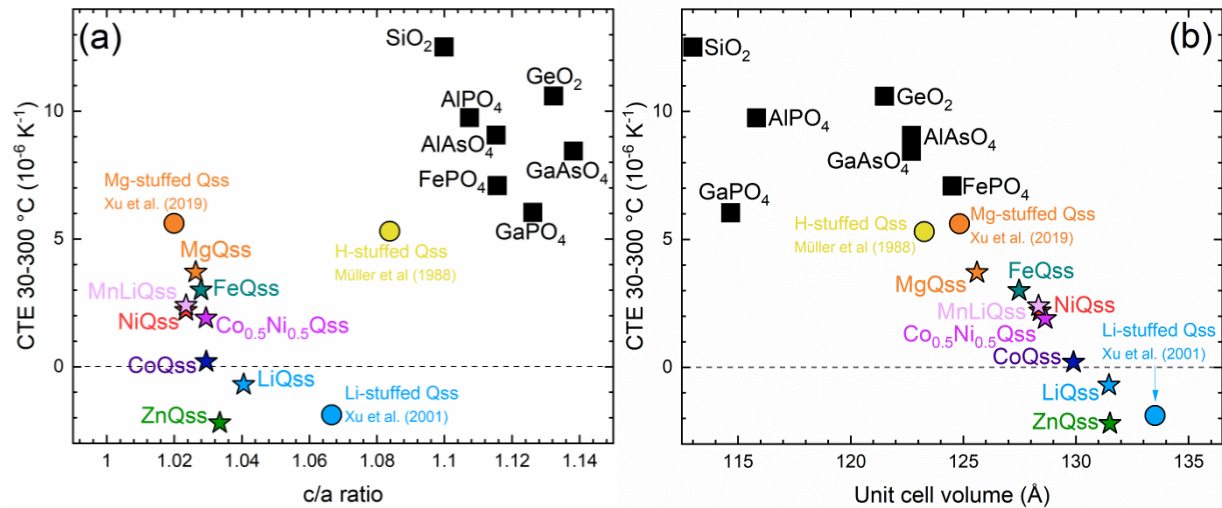 (a)
CTE 30-300 °C (10⁻⁶ K⁻¹)
10
5
0
SiO₂
GeO₂
AlPO₄
AlAsO₄
GaAsO₄
FePO₄
GaPO₄
Mg-stuffed Qss
Xu et al. (2019)
H-stuffed Qss
Müller et al (1988)
MgQss
FeQss
MnLiQss
NiQss
Co₀.₅Ni₀.₅Qss
CoQss
LiQss
Li-stuffed Qss
Xu et al. (2001)
ZnQss
1
1.02
1.04
1.06
1.08
1.1
1.12
1.14
c/a ratio
(b)
CTE 30-300 °C (10⁻⁶ K⁻¹)
10
5
0
SiO₂
GeO₂
AlPO₄
AlAsO₄
GaAsO₄
FePO₄
GaPO₄
H-stuffed Qss
Müller et al (1988)
Mg-stuffed Qss
Xu et al. (2019)
MgQss
FeQss
MnLiQss
NiQss
Co₀.₅Ni₀.₅Qss
Li-stuffed Qss
Xu et al. (2001)
CoQss
LiQss
ZnQss
115
120
125
130
135
Unit cell volume (Å)